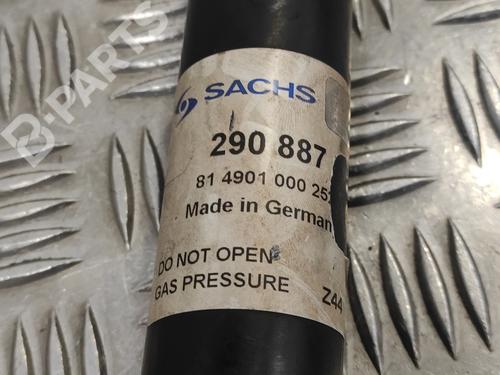 B-PARTS
SACHS
290 887
81 4901 000 25
Made in German
DO NOT OPEN
GAS PRESSURE
Z44